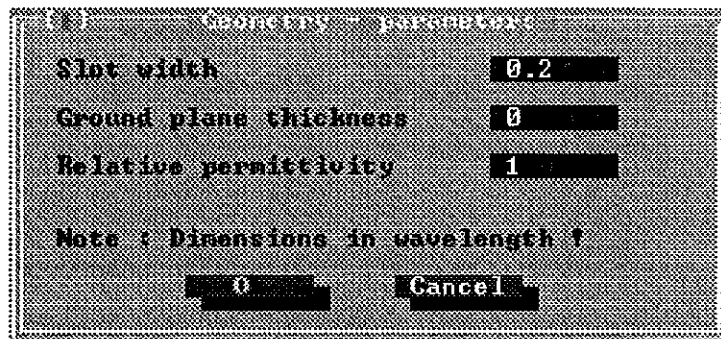 [ ] Geometry - parameters
Slot width 0.2
Ground plane thickness 0
Relative permittivity 1
Note : Dimensions in wavelength !
O Cancel